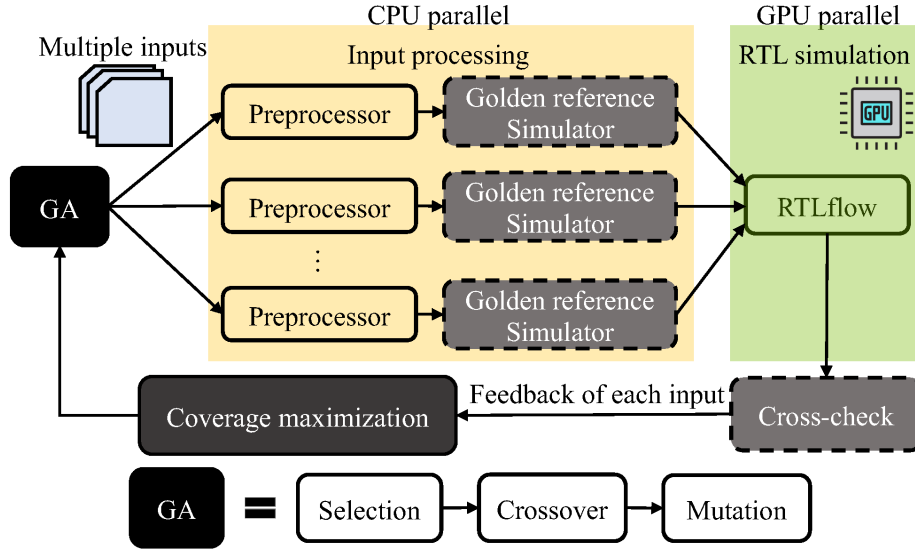 CPU parallel
GPU parallel
Multiple inputs
Input processing
RTL simulation
Preprocessor
Golden reference
Simulator
GPU
GA
Preprocessor
Golden reference
Simulator
RTLflow
⋮
Preprocessor
Golden reference
Simulator
Coverage maximization
Feedback of each input
Cross-check
GA
=
Selection
Crossover
Mutation